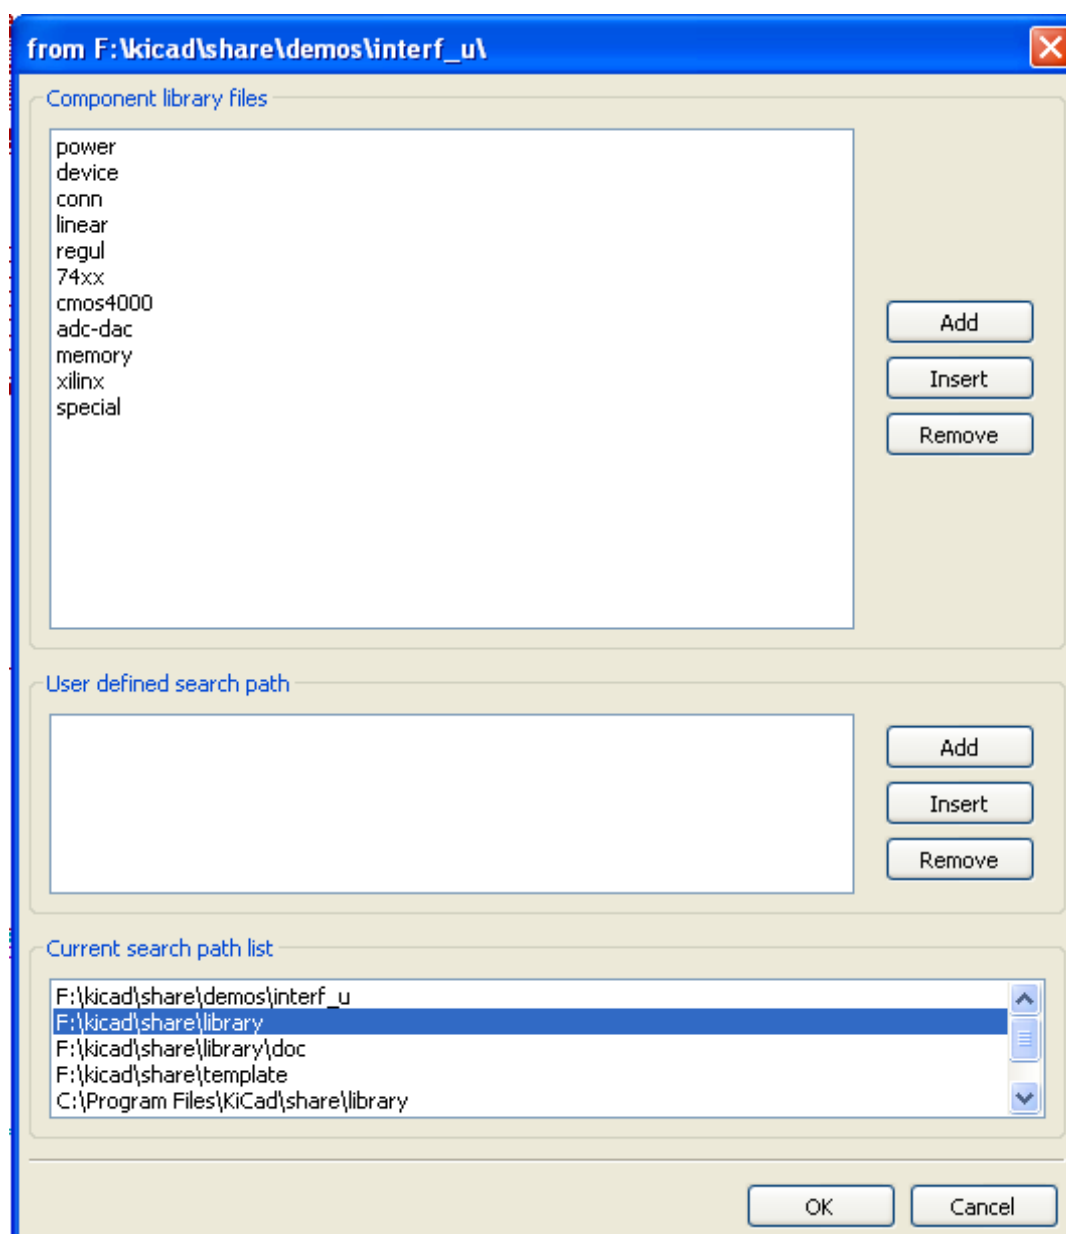 from F:\kicad\share\demos\interf_u\
Component library files
power
device
conn
linear
regul
74xx
cmos4000
adc-dac
memory
xilinx
special
Add
Insert
Remove
User defined search path
Add
Insert
Remove
Current search path list
F:\kicad\share\demos\interf_u
F:\kicad\share\library
F:\kicad\share\library\doc
F:\kicad\share\template
C:\Program Files\KiCad\share\library
OK Cancel